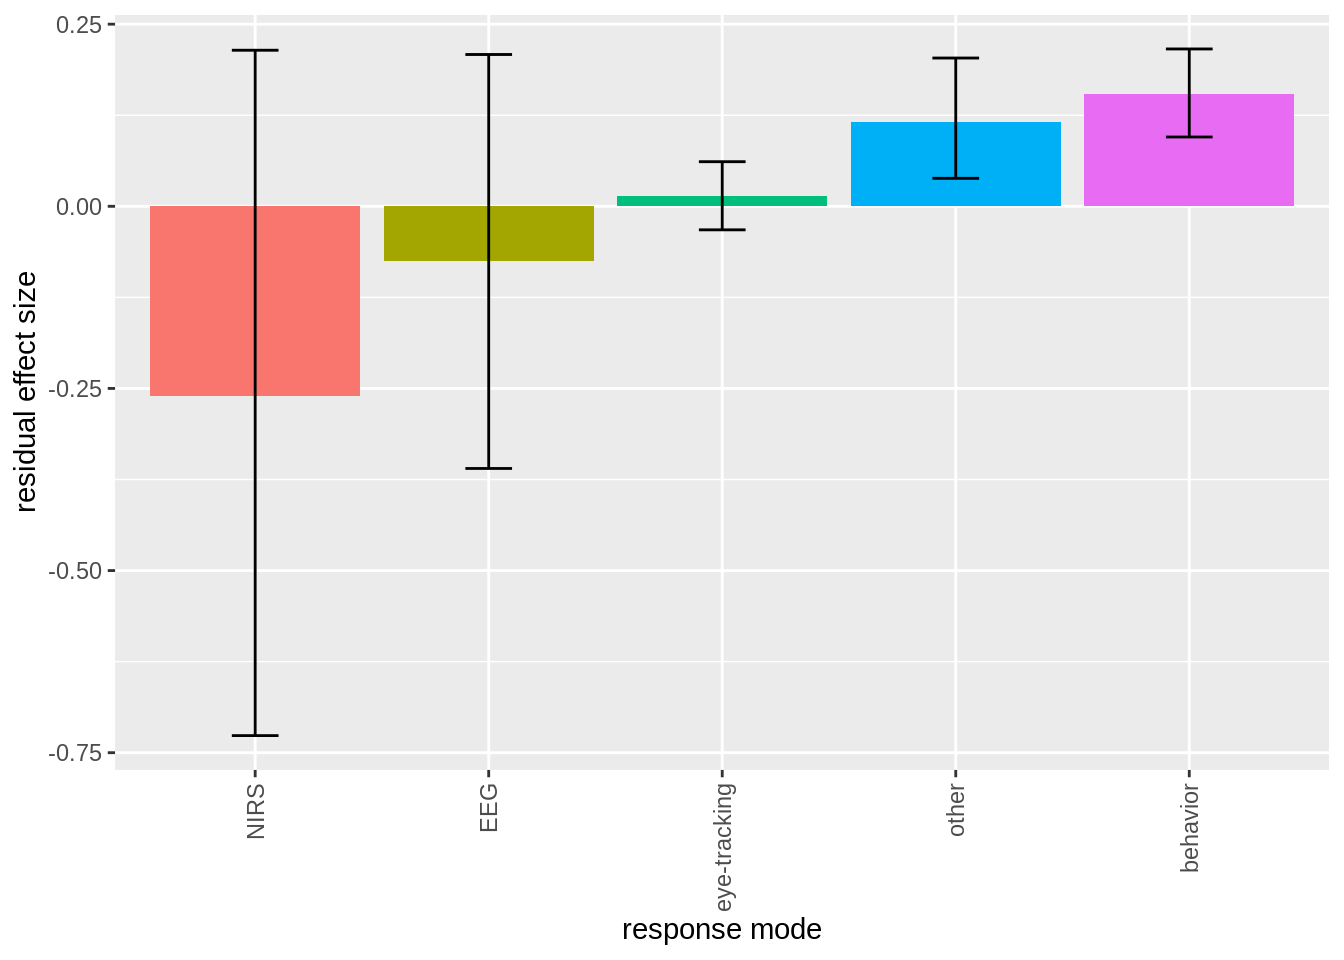 residual effect size
0.25
0.00
-0.25
-0.50
-0.75
NIRS
EEG
eye-tracking
other
behavior
response mode